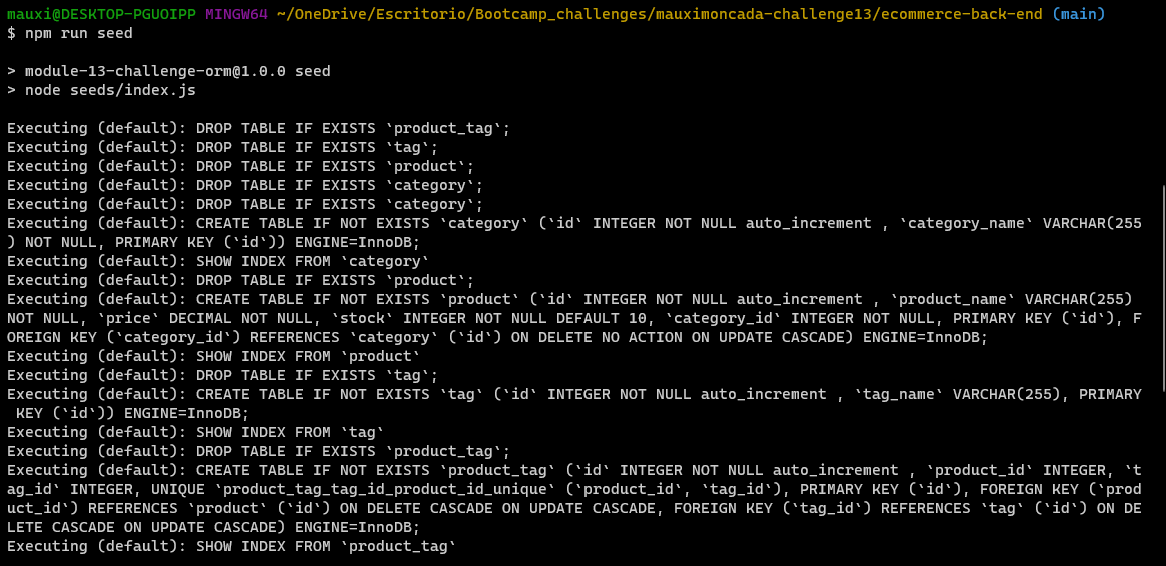 mauxi@DESKTOP-PGUOIPP MINGW64 ~/OneDrive/Escritorio/Bootcamp_challenges/mauximoncada-challenge13/ecommerce-back-end (main)
$ npm run seed
> module-13-challenge-orm@1.0.0 seed
> node seeds/index.js
Executing (default): DROP TABLE IF EXISTS `product_tag`;
Executing (default): DROP TABLE IF EXISTS `tag`;
Executing (default): DROP TABLE IF EXISTS `product`;
Executing (default): DROP TABLE IF EXISTS `category`;
Executing (default): DROP TABLE IF EXISTS `category`;
Executing (default): CREATE TABLE IF NOT EXISTS `category` (`id` INTEGER NOT NULL auto_increment , `category_name` VARCHAR(255
) NOT NULL, PRIMARY KEY (`id`)) ENGINE=InnoDB;
Executing (default): SHOW INDEX FROM `category`
Executing (default): DROP TABLE IF EXISTS `product`;
Executing (default): CREATE TABLE IF NOT EXISTS `product` (`id` INTEGER NOT NULL auto_increment , `product_name` VARCHAR(255)
NOT NULL, `price` DECIMAL NOT NULL, `stock` INTEGER NOT NULL DEFAULT 10, `category_id` INTEGER NOT NULL, PRIMARY KEY (`id`), F
OREIGN KEY (`category_id`) REFERENCES `category` (`id`) ON DELETE NO ACTION ON UPDATE CASCADE) ENGINE=InnoDB;
Executing (default): SHOW INDEX FROM `product`
Executing (default): DROP TABLE IF EXISTS `tag`;
Executing (default): CREATE TABLE IF NOT EXISTS `tag` (`id` INTEGER NOT NULL auto_increment , `tag_name` VARCHAR(255), PRIMARY
 KEY (`id`)) ENGINE=InnoDB;
Executing (default): SHOW INDEX FROM `tag`
Executing (default): DROP TABLE IF EXISTS `product_tag`;
Executing (default): CREATE TABLE IF NOT EXISTS `product_tag` (`id` INTEGER NOT NULL auto_increment , `product_id` INTEGER, `t
ag_id` INTEGER, UNIQUE `product_tag_tag_id_product_id_unique` (`product_id`, `tag_id`), PRIMARY KEY (`id`), FOREIGN KEY (`prod
uct_id`) REFERENCES `product` (`id`) ON DELETE CASCADE ON UPDATE CASCADE, FOREIGN KEY (`tag_id`) REFERENCES `tag` (`id`) ON DE
LETE CASCADE ON UPDATE CASCADE) ENGINE=InnoDB;
Executing (default): SHOW INDEX FROM `product_tag`